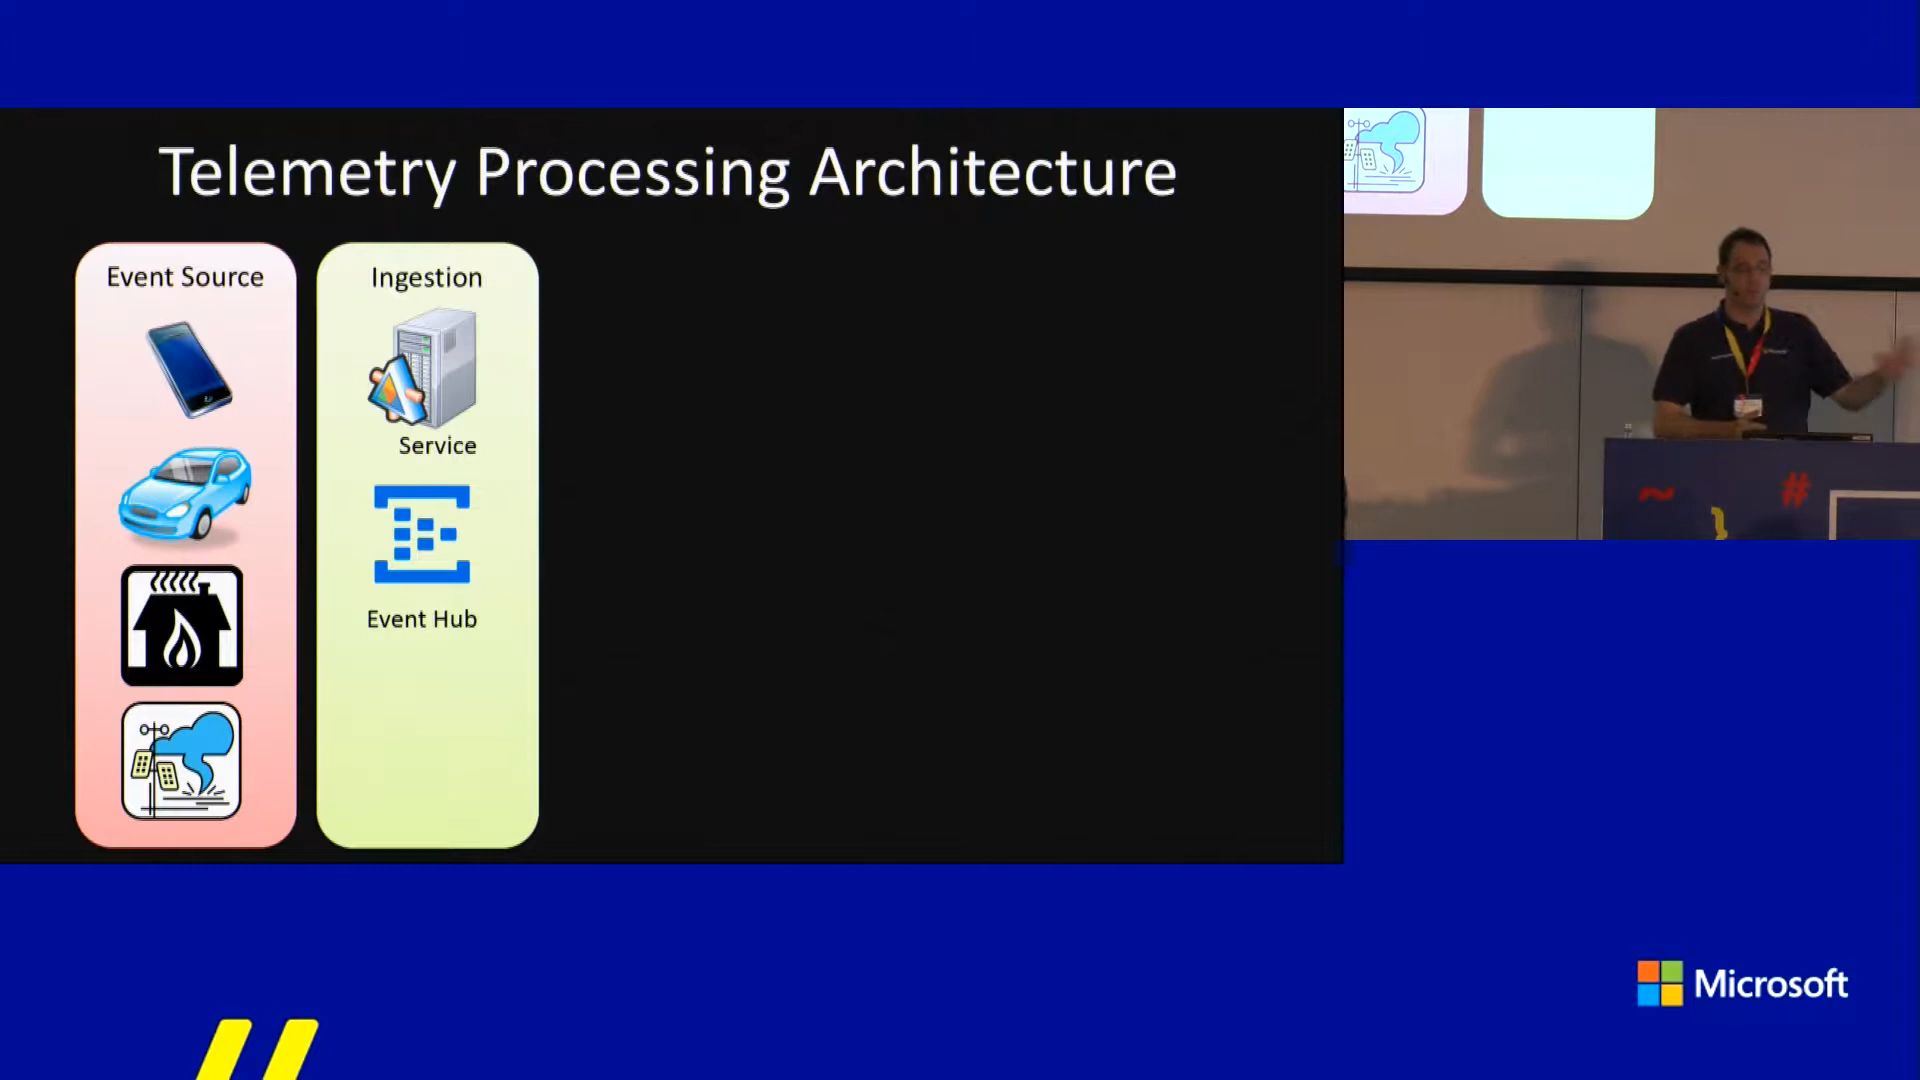 Telemetry Processing Architecture
Event Source
Ingestion
Service
Event Hub
~
#
}
Microsoft